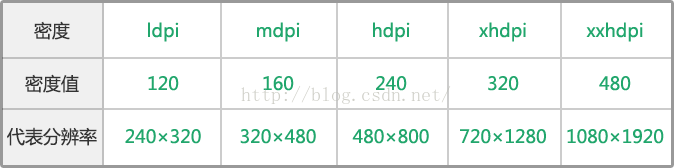 密度 ldpi mdpi hdpi xhdpi xxhdpi
密度值 120 160 240 320 480
http://blog.csdn.net/
代表分辨率 240×320 320×480 480×800 720×1280 1080×1920